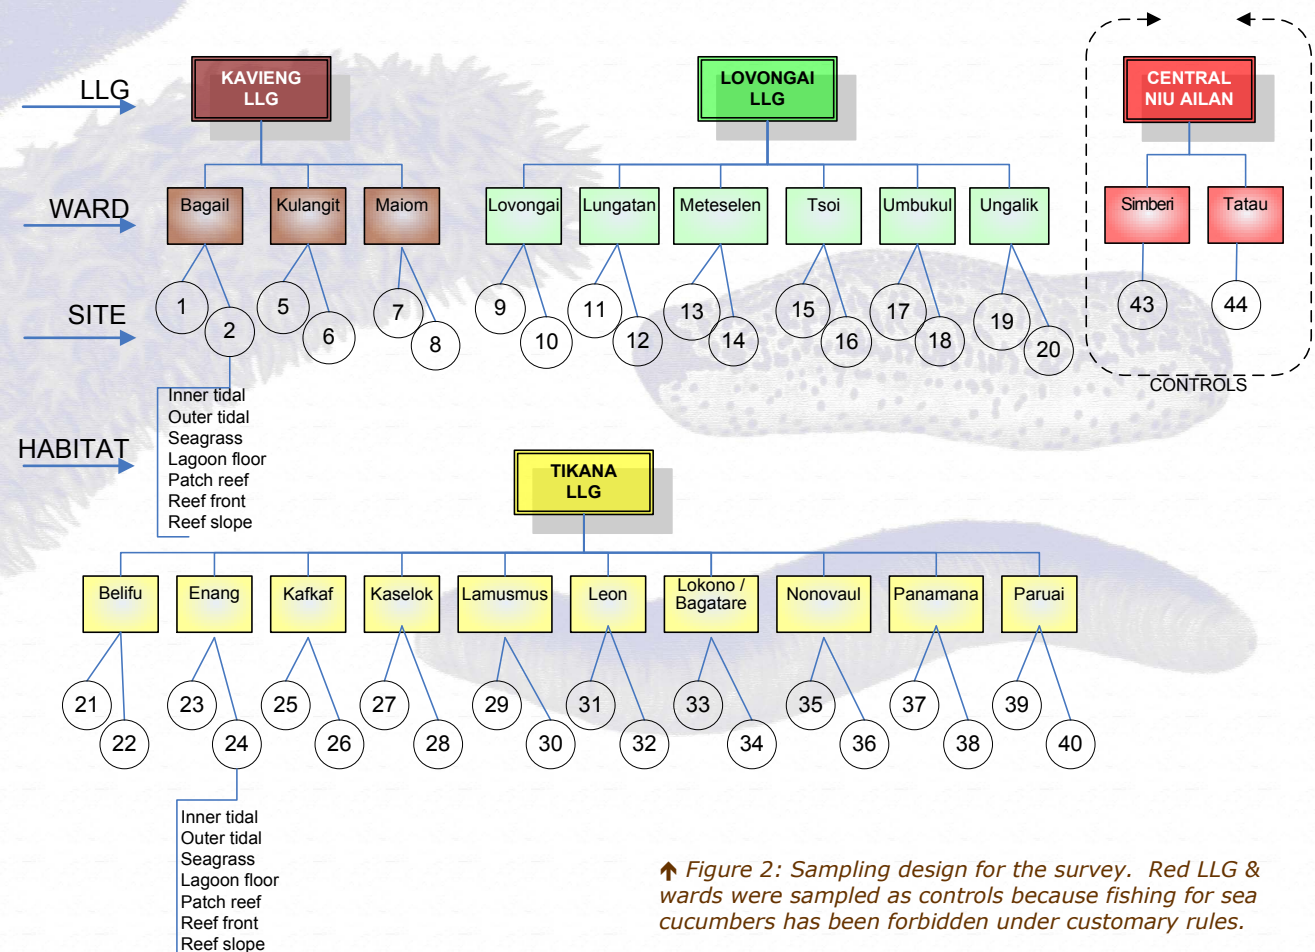 LLG
KAVIENG
LLG
LOVONGAI
LLG
CENTRAL
NIU AILAN
WARD
Bagail
Kulangit
Maiom
Lovongai
Lungatan
Meteselen
Tsoi
Umbukul
Ungalik
Simberi
Tatau
SITE
1
2
5
6
7
8
9
10
11
12
13
14
15
16
17
18
19
20
43
44
CONTROLS
HABITAT
Inner tidal
Outer tidal
Seagrass
Lagoon floor
Patch reef
Reef front
Reef slope
TIKANA
LLG
Belifu
Enang
Kafkaf
Kaselok
Lamusmus
Leon
Lokono /
Bagatare
Nonovaul
Panamana
Paruai
21
22
23
24
25
26
27
28
29
30
31
32
33
34
35
36
37
38
39
40
Inner tidal
Outer tidal
Seagrass
Lagoon floor
Patch reef
Reef front
Reef slope
↑ Figure 2: Sampling design for the survey. Red LLG &
wards were sampled as controls because fishing for sea
cucumbers has been forbidden under customary rules.